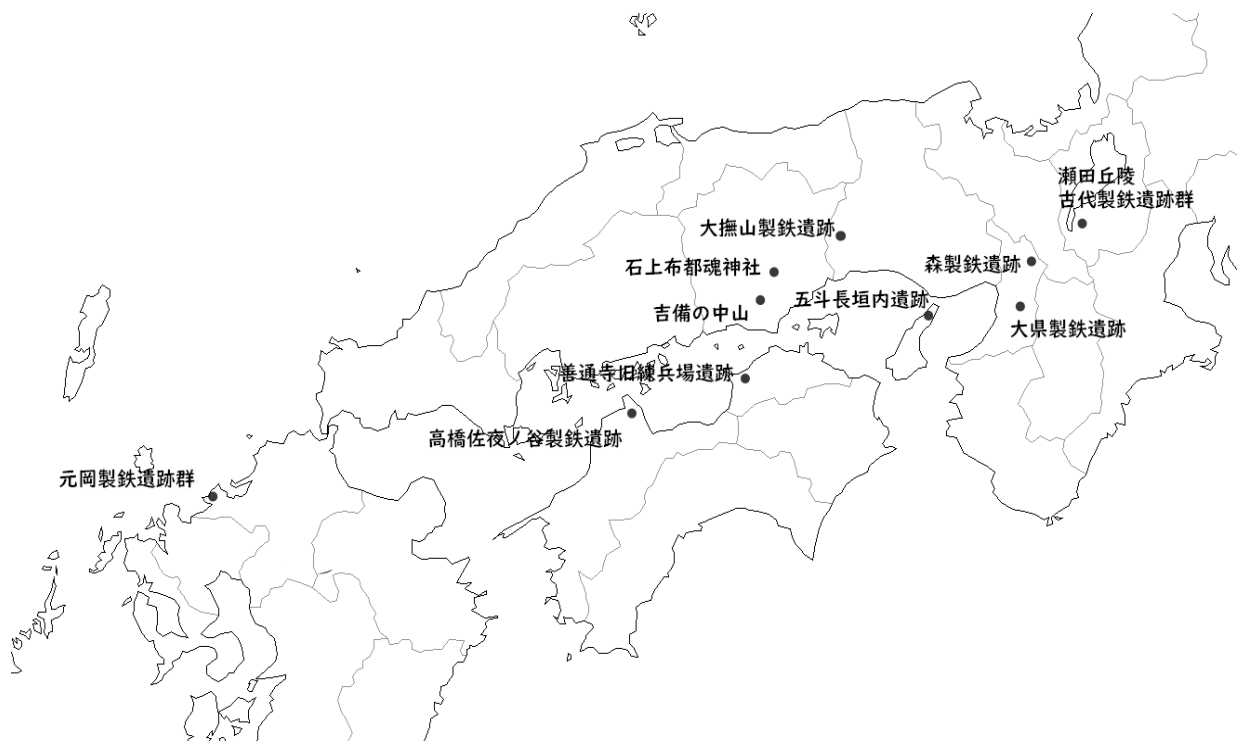 瀬田丘陵
古代製鉄遺跡群
大撫山製鉄遺跡
石上布都魂神社
森製鉄遺跡
吉備の中山
五斗長垣内遺跡
大県製鉄遺跡
善通寺旧練兵場遺跡
高橋佐夜ノ谷製鉄遺跡
元岡製鉄遺跡群